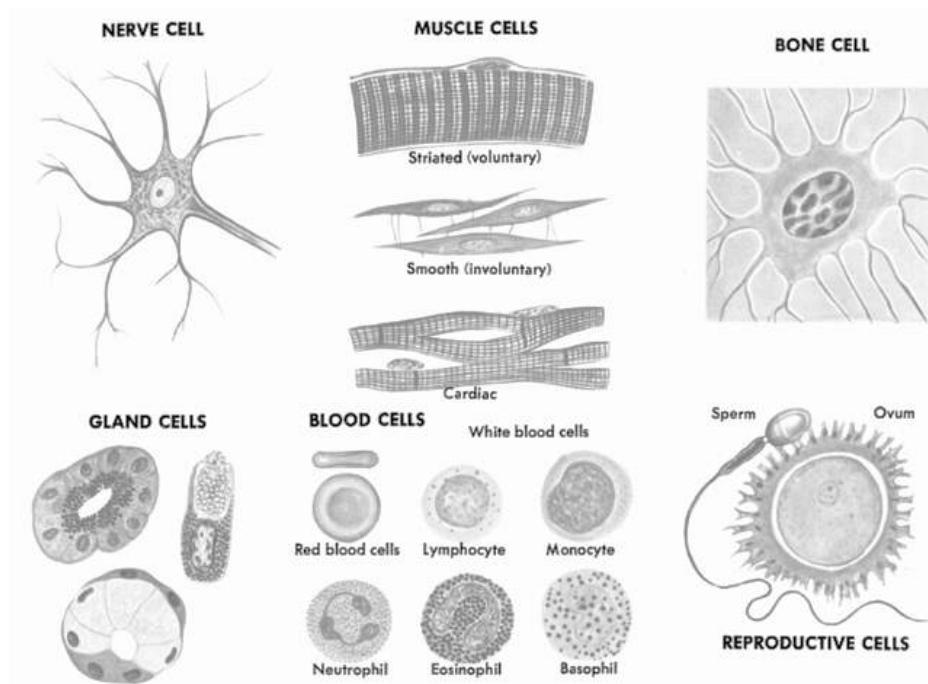 NERVE CELL
MUSCLE CELLS
BONE CELL
Striated (voluntary)
Smooth (involuntary)
Cardiac
GLAND CELLS
BLOOD CELLS
White blood cells
Red blood cells
Lymphocyte
Monocyte
Neutrophil
Eosinophil
Basophil
Sperm
Ovum
REPRODUCTIVE CELLS